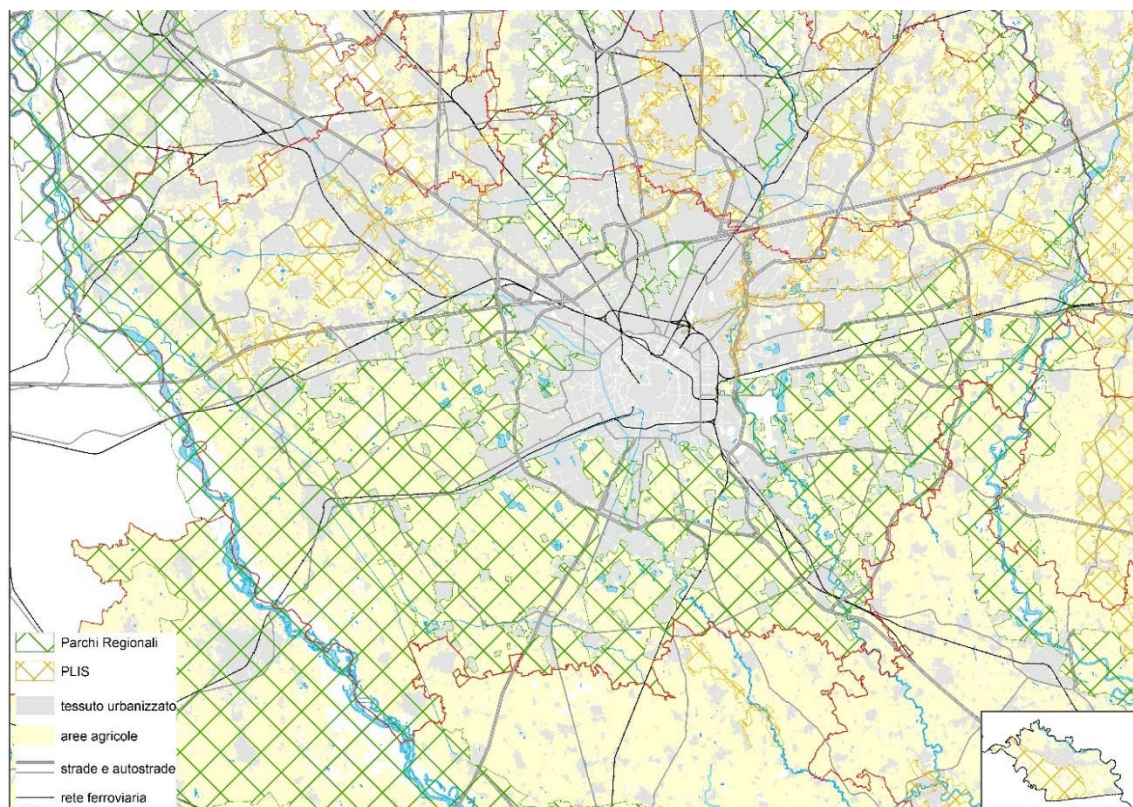 Parchi Regionali
PLIS
tessuto urbanizzato
aree agricole
strade e autostrade
rete ferroviaria